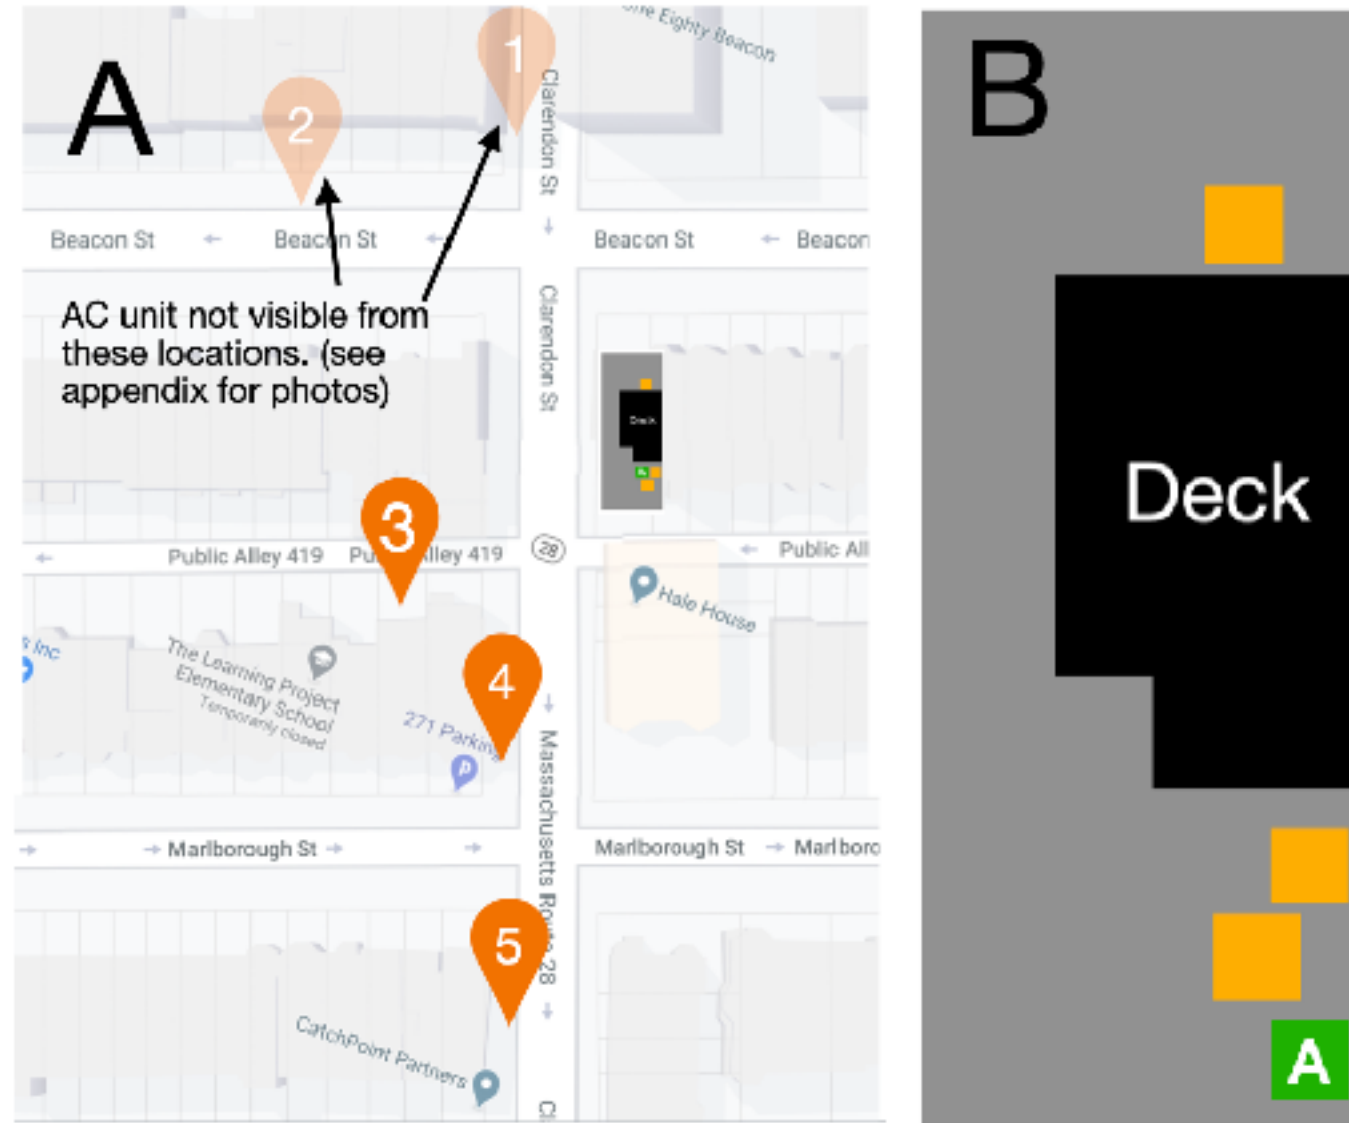 A
1
One Eighty Beacon
2
Clarendon St
Beacon St
Beacon St
Beacon St
Beacon
AC unit not visible from
these locations. (see
appendix for photos)
Clarendon St
Deck
A
3
Public Alley 419
Alley 419
28
Public All
Hale House
s Inc
The Learning Project
Elementary School
Temporarily closed
4
271 Parking
P
Massachusetts Route 28
Marlborough St
Marlborough St
Marlboro
5
CatchPoint Partners
Cl
B
Deck
A